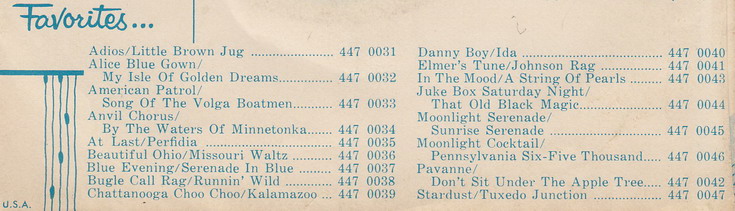 Favorites...
Adios/Little Brown Jug .................... 447 0031
Alice Blue Gown/
My Isle Of Golden Dreams.............. 447 0032
American Patrol/
Song Of The Volga Boatmen........... 447 0033
Anvil Chorus/
By The Waters Of Minnetonka....... 447 0034
At Last/Perfidia ............................... 447 0035
Beautiful Ohio/Missouri Waltz ......... 447 0036
Blue Evening/Serenade In Blue ........ 447 0037
Bugle Call Rag/Runnin' Wild ............ 447 0038
Chattanooga Choo Choo/Kalamazoo ... 447 0039
Danny Boy/Ida ................................ 447 0040
Elmer's Tune/Johnson Rag .............. 447 0041
In The Mood/A String Of Pearls ........ 447 0043
Juke Box Saturday Night/
That Old Black Magic.................... 447 0044
Moonlight Serenade/
Sunrise Serenade .......................... 447 0045
Moonlight Cocktail/
Pennsylvania Six-Five Thousand..... 447 0046
Pavanne/
Don't Sit Under The Apple Tree..... 447 0042
Stardust/Tuxedo Junction ................ 447 0047
U.S.A.